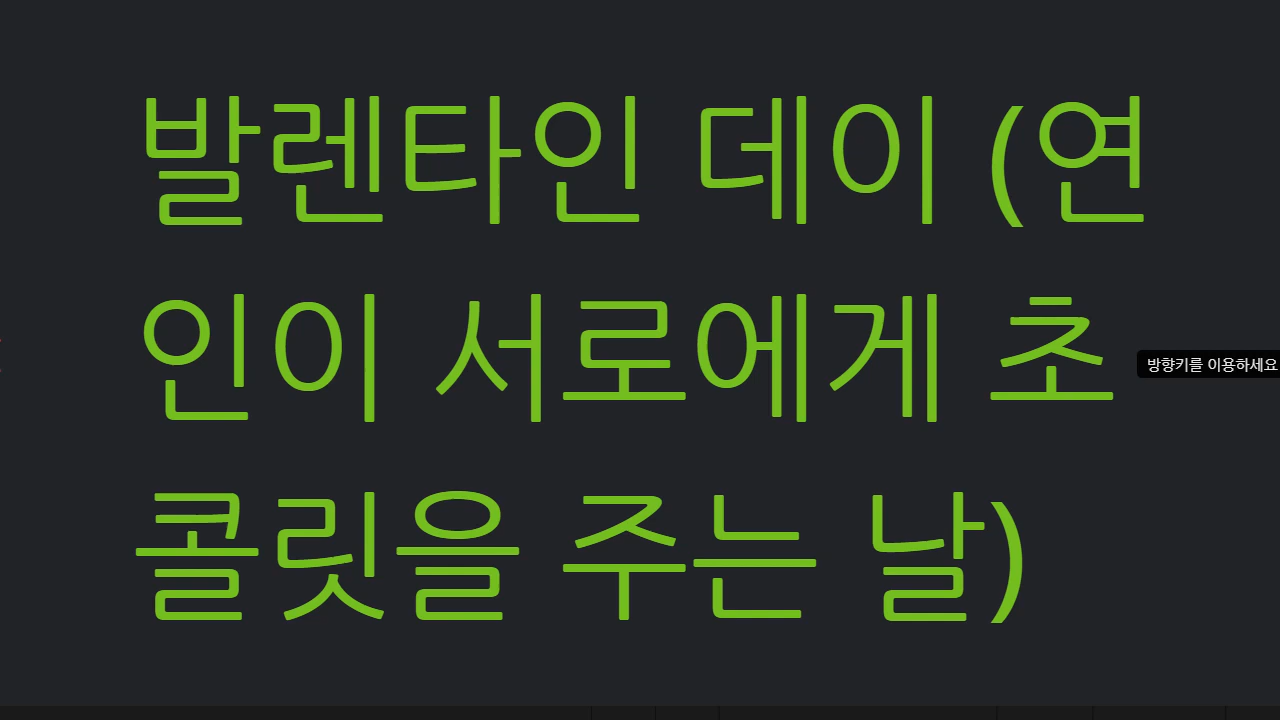 발렌타인 데이 (연
인이 서로에게 초
콜릿을 주는 날)
방향키를 이용하세요